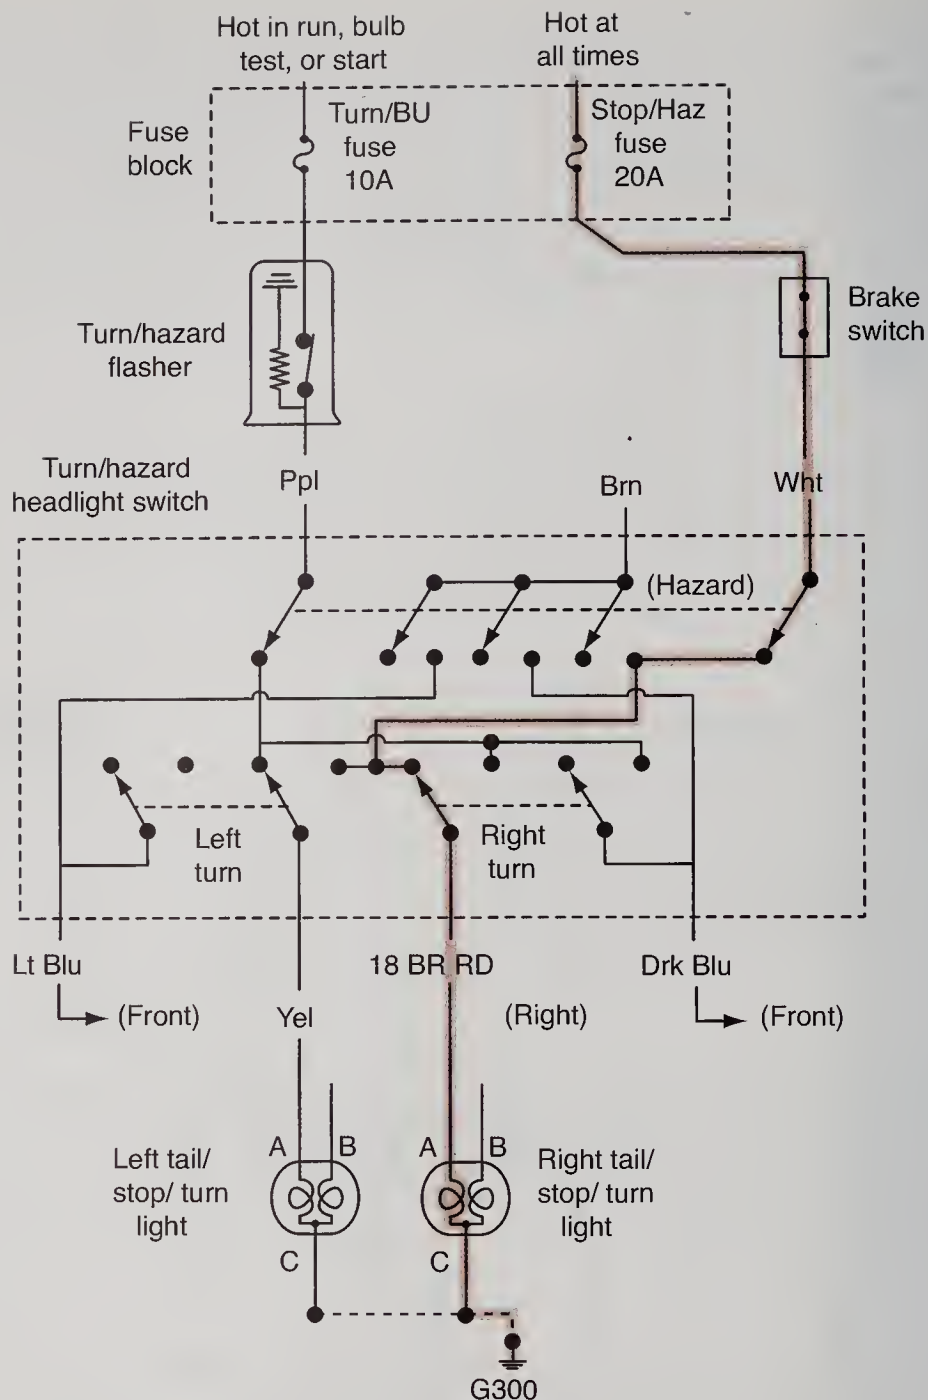 Hot in run, bulb
test, or start
Hot at
all times
Fuse
block
Turn/BU
fuse
10A
Stop/Haz
fuse
20A
Turn/hazard
flasher
Brake
switch
Turn/hazard
headlight switch
Ppl
Brn
Wht
(Hazard)
Left
turn
Right
turn
Lt Blu
18 BR RD
Drk Blu
(Front)
Yel
(Right)
(Front)
Left tail/
stop/ turn
light
A
B
C
A
B
C
Right tail/
stop/ turn
light
G300